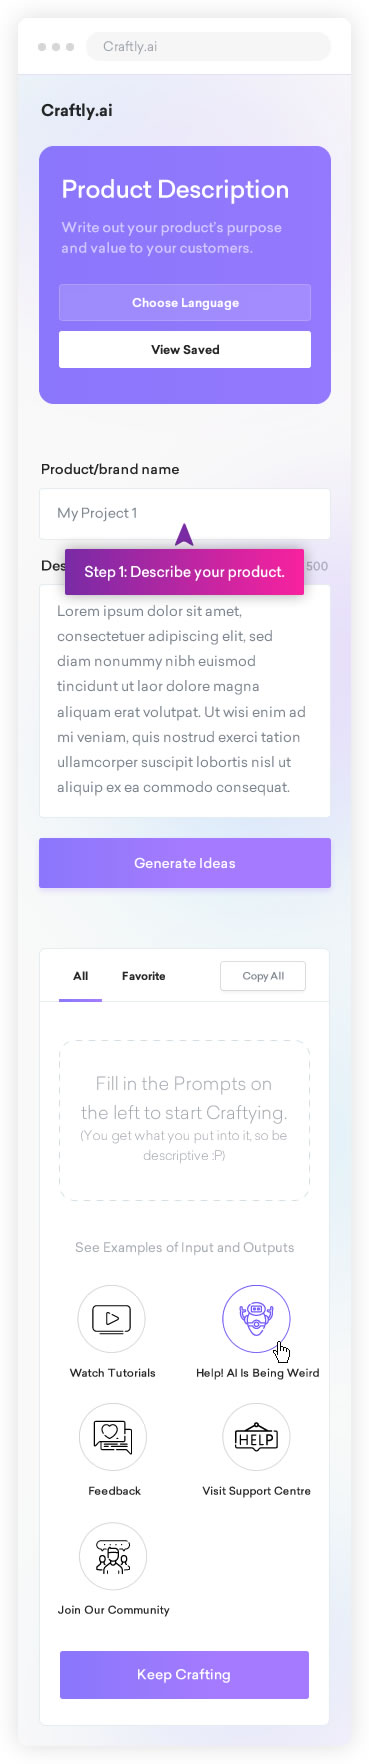 Craftly.ai
Craftly.ai
Product Description
Write out your product's purpose
and value to your customers.
Choose Language
View Saved
Product/brand name
My Project 1
Step 1: Describe your product.
500
Lorem ipsum dolor sit amet,
consectetuer adipiscing elit, sed
diam nonummy nibh euismod
tincidunt ut laor dolore magna
aliquam erat volutpat. Ut wisi enim ad
mi veniam, quis nostrud exerci tation
ullamcorper suscipit lobortis nisl ut
aliquip ex ea commodo consequat.
Generate Ideas
All Favorite Copy All
Fill in the Prompts on
the left to start Craftying.
(You get what you put into it, so be
descriptive :P)
See Examples of Input and Outputs
Watch Tutorials Help! AI Is Being Weird
HELP
Feedback Visit Support Centre
Join Our Community
Keep Crafting